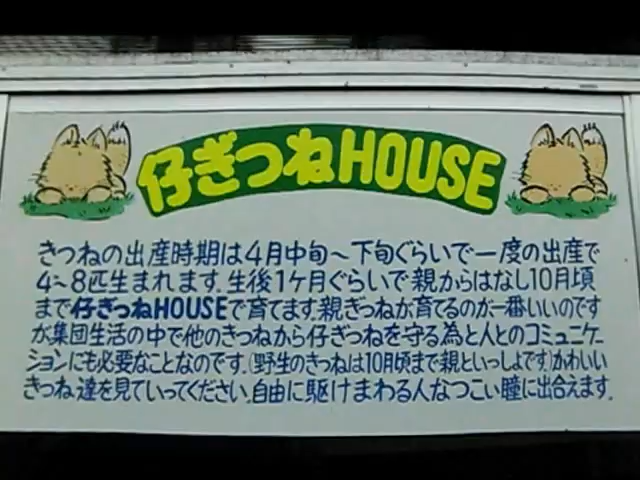 仔ぎつねHOUSE
きつねの出産時期は4月中旬〜下旬ぐらいで一度の出産で
4〜8匹生まれます.生後1ケ月ぐらいで親からはなし10月頃
まで仔ぎつねHOUSEで育てます.親ぎつねが育てるのが一番いいのです
が集団生活の中で他のきつねから仔ぎつねを守る為と人とのコミュニケー
ションにも必要なことなのです.(野生のきつねは10月頃まで親といっしょです)かわいい
きつね達を見ていってください.自由に駆けまわる人なつこい瞳に出合えます.